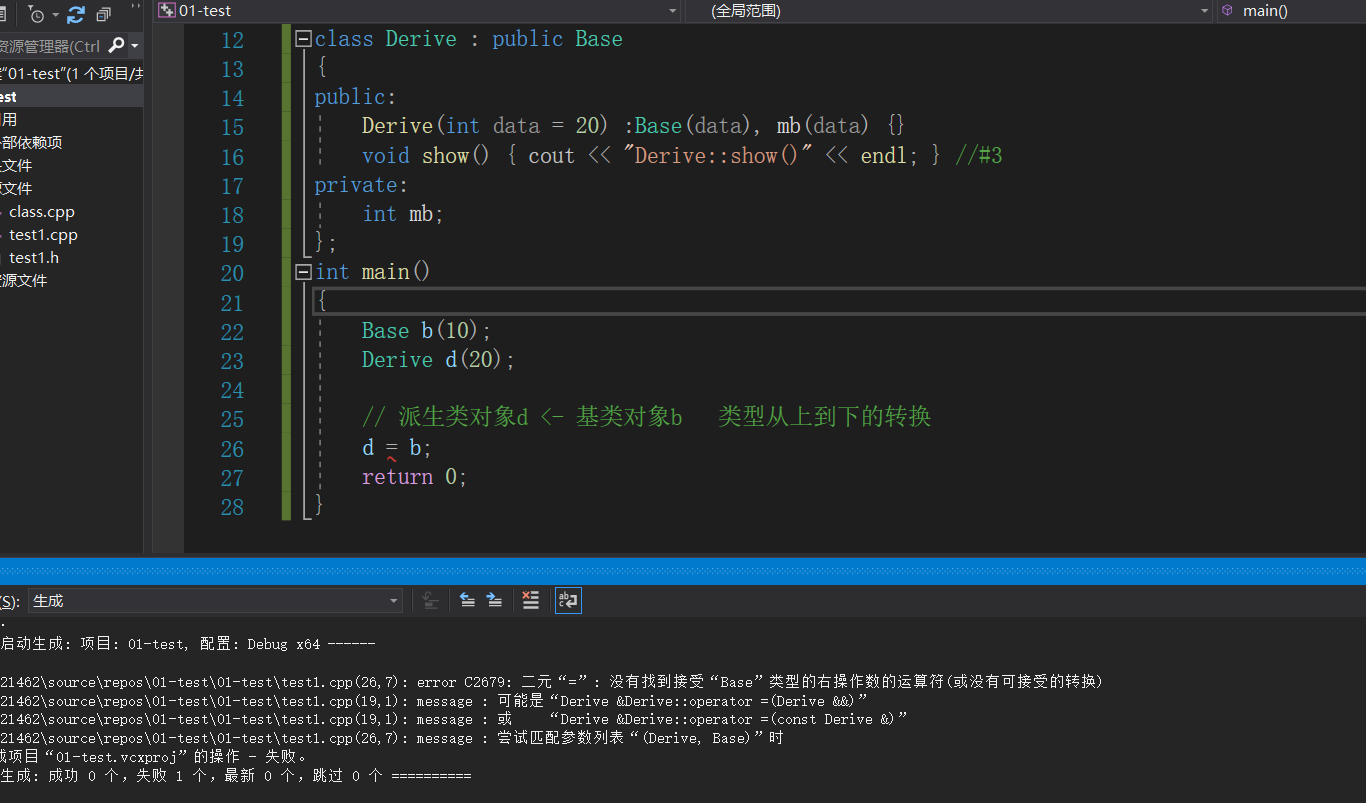 01-test (全局范围) main()
资源管理器(Ctrl
“01-test”(1 个项目/共
est
用
部依赖项
文件
文件
class.cpp
test1.cpp
test1.h
源文件
12 class Derive : public Base
13 {
14 public:
15 Derive(int data = 20) :Base(data), mb(data) {}
16 void show() { cout << "Derive::show()" << endl; } //#3
17 private:
18 int mb;
19 };
20 int main()
21 {
22 Base b(10);
23 Derive d(20);
24
25 // 派生类对象d <- 基类对象b 类型从上到下的转换
26 d = b;
27 return 0;
28 }
(S): 生成
启动生成: 项目: 01-test, 配置: Debug x64 ------
21462\source\repos\01-test\01-test\test1.cpp(26,7): error C2679: 二元“=”: 没有找到接受“Base”类型的右操作数的运算符(或没有可接受的转换)
21462\source\repos\01-test\01-test\test1.cpp(19,1): message : 可能是“Derive &Derive::operator =(Derive &&)”
21462\source\repos\01-test\01-test\test1.cpp(19,1): message : 或 “Derive &Derive::operator =(const Derive &)”
21462\source\repos\01-test\01-test\test1.cpp(26,7): message : 尝试匹配参数列表“(Derive, Base)”时
成项目“01-test.vcxproj”的操作 - 失败。
生成: 成功 0 个，失败 1 个，最新 0 个，跳过 0 个 ==========